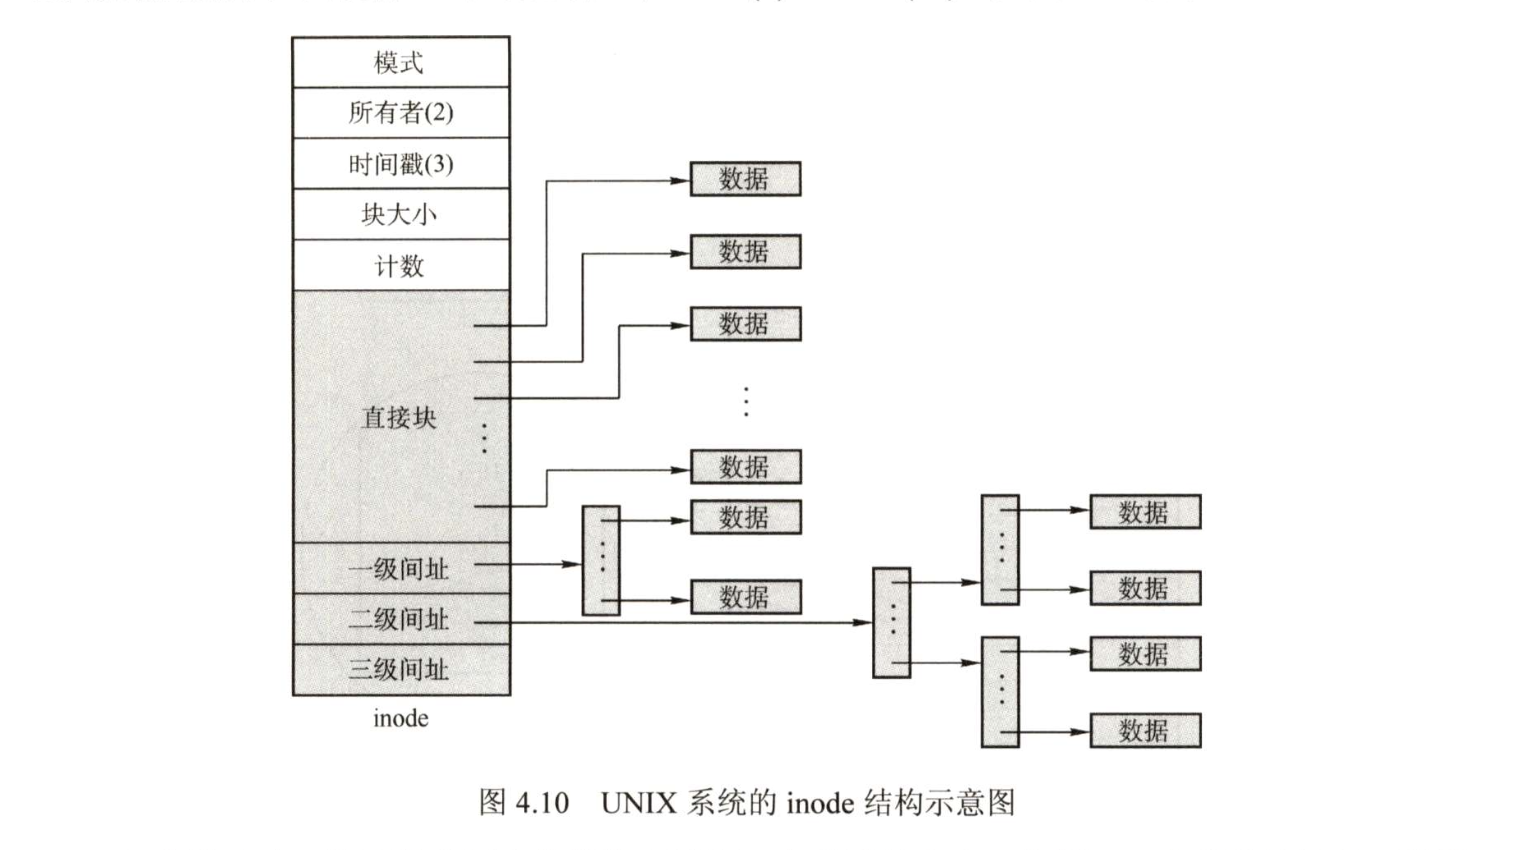 模式
所有者(2)
时间戳(3)
块大小
计数
直接块
一级间址
二级间址
三级间址
inode
数据
数据
数据
数据
数据
数据
数据
数据
数据
数据
图 4.10 UNIX 系统的 inode 结构示意图